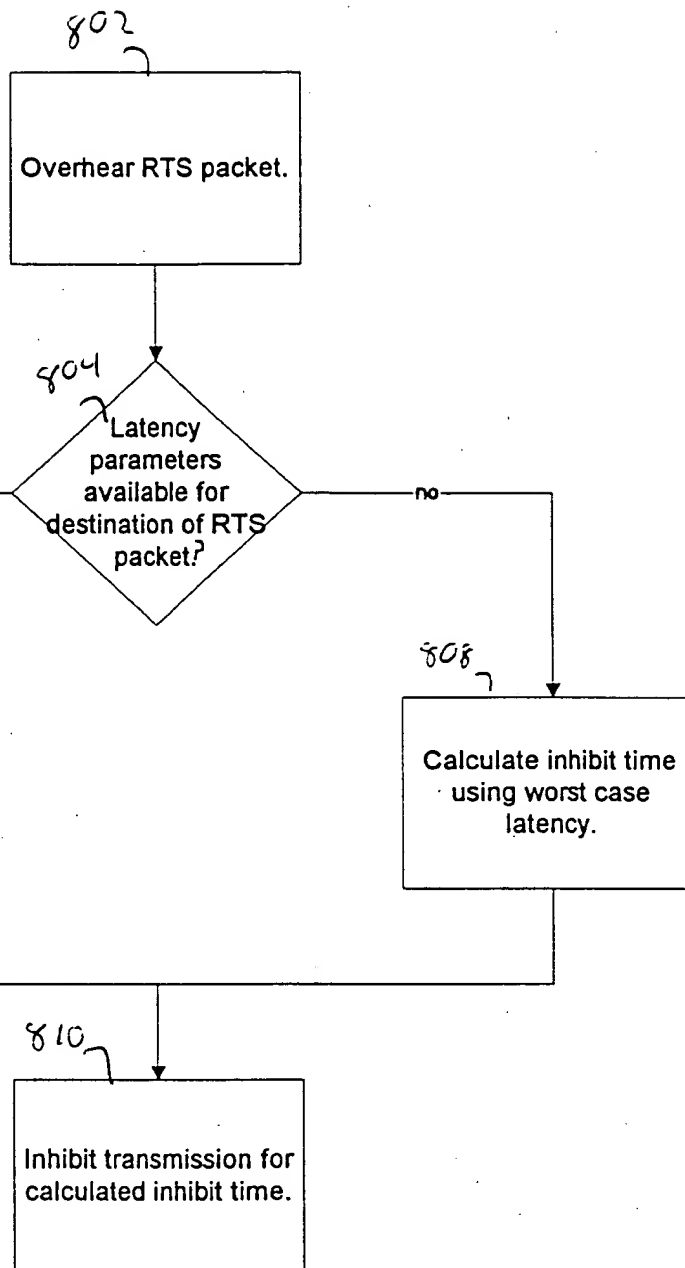 802
Overhear RTS packet.
804
Latency
parameters
available for
destination of RTS
packet?
no
808
Calculate inhibit time
using worst case
latency.
810
Inhibit transmission for
calculated inhibit time.